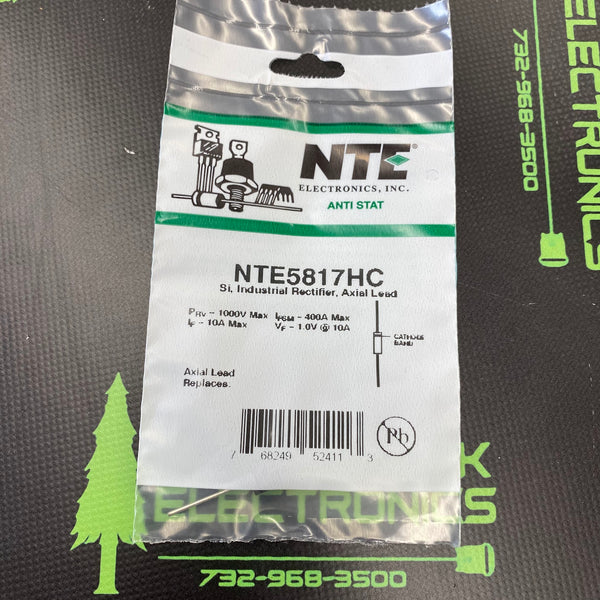 NTE®
ELECTRONICS, INC.
ANTI STAT
NTE5817HC
Si, Industrial Rectifier, Axial Lead
PRV – 1000V Max IFSM – 400A Max
IF – 10A Max VF – 1.0V @ 10A
CATHODE
BAND
Axial Lead
Replaces:
7 68249 52411 3
Pb
K
ELECTRONICS
732-968-3500
ELECTRONICS
732-968-3500